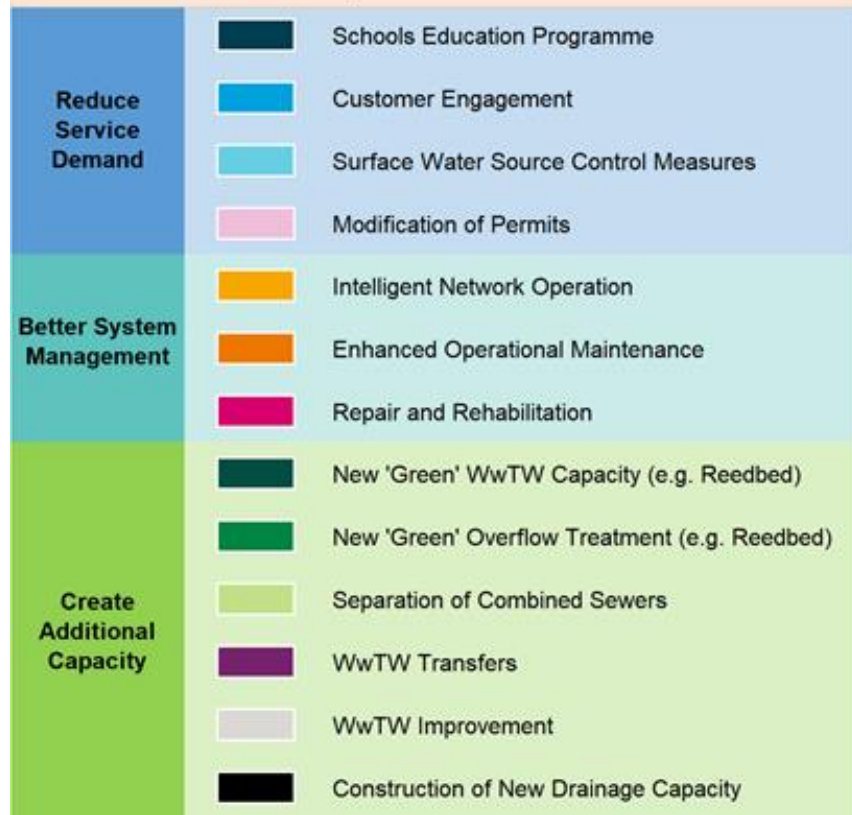 Reduce
Service
Demand
Schools Education Programme
Customer Engagement
Surface Water Source Control Measures
Modification of Permits
Better System
Management
Intelligent Network Operation
Enhanced Operational Maintenance
Repair and Rehabilitation
Create
Additional
Capacity
New 'Green' WwTW Capacity (e.g. Reedbed)
New 'Green' Overflow Treatment (e.g. Reedbed)
Separation of Combined Sewers
WwTW Transfers
WwTW Improvement
Construction of New Drainage Capacity